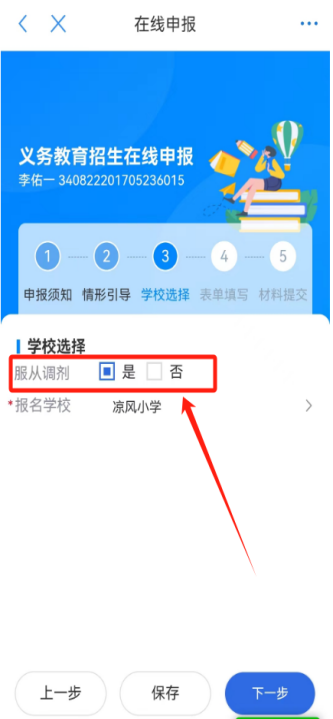 在线申报
义务教育招生在线申报
李佑一 340822201705236015
1 2 3 4 5
申报须知 情形引导 学校选择 表单填写 材料提交
学校选择
服从调剂 是 否
*报名学校 凉风小学
上一步 保存 下一步